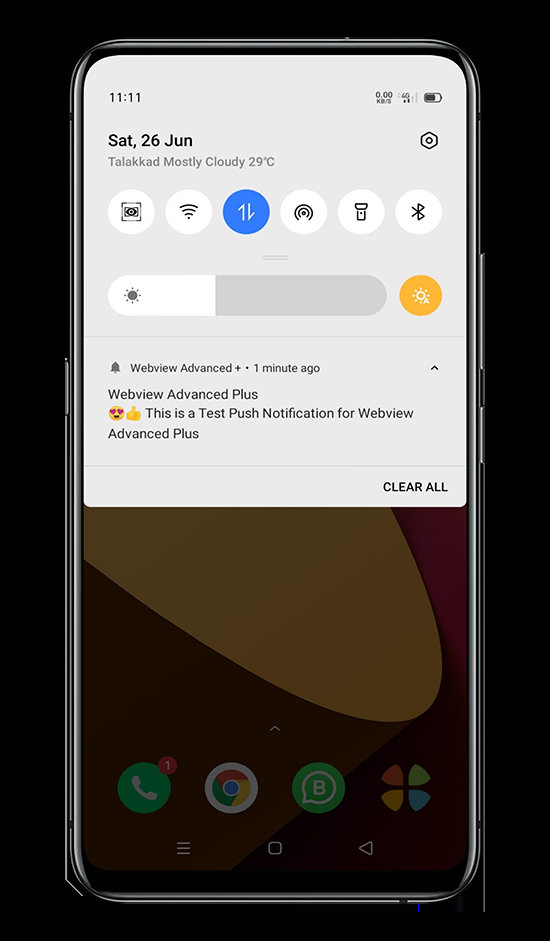 11:11
0.00 KB/S 4G
Sat, 26 Jun
Talakkad Mostly Cloudy 29°C
A
Webview Advanced + • 1 minute ago
Webview Advanced Plus
😍👍 This is a Test Push Notification for Webview
Advanced Plus
CLEAR ALL
1
B